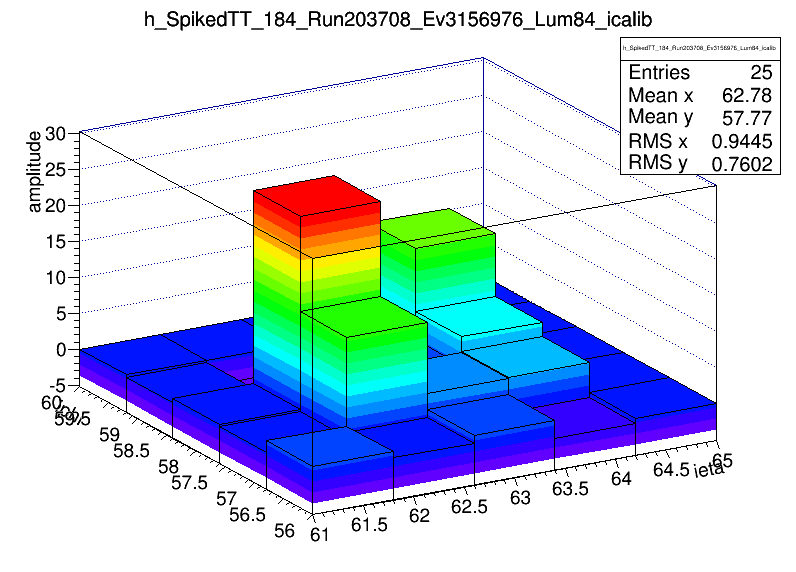 h_SpikedTT_184_Run203708_Ev3156976_Lum84_icalib
h_SpikedTT_184_Run203708_Ev3156976_Lum84_icalib
Entries 25
Mean x 62.78
Mean y 57.77
RMS x 0.9445
RMS y 0.7602
amplitude
30
25
20
15
10
5
0
-5
60
59.5
59
58.5
58
57.5
57
56.5
56
61
61.5
62
62.5
63
63.5
64
64.5
65
ieta